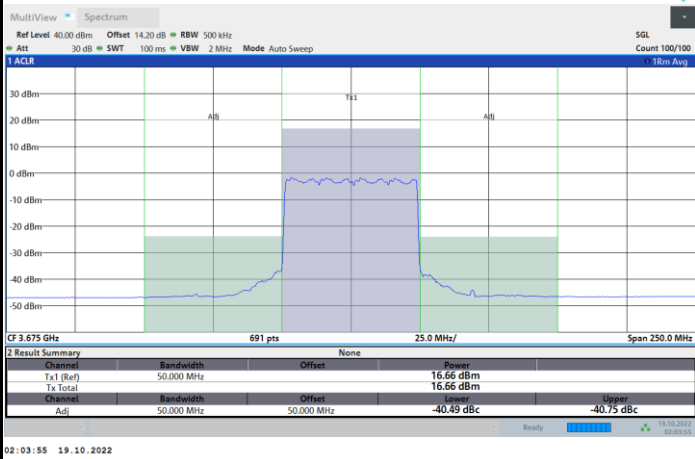 MultiView Spectrum
Ref Level 40.00 dBm Offset 14.20 dB RBW 500 kHz SGL
Att 30 dB SWT 100 ms VBW 2 MHz Mode Auto Sweep Count 100/100
1 ACLR 1Rm Avg
30 dBm
Tx1
20 dBm
Adj Adj
10 dBm
0 dBm
-10 dBm
-20 dBm
-30 dBm
-40 dBm
-50 dBm
CF 3.675 GHz 691 pts 25.0 MHz/ Span 250.0 MHz
2 Result Summary None
Channel Bandwidth Offset Power
Tx1 (Ref) 50.000 MHz 16.66 dBm
Tx Total 16.66 dBm
Channel Bandwidth Offset Lower Upper
Adj 50.000 MHz 50.000 MHz -40.49 dBc -40.75 dBc
Ready 19.10.2022
02:03:55
02:03:55 19.10.2022